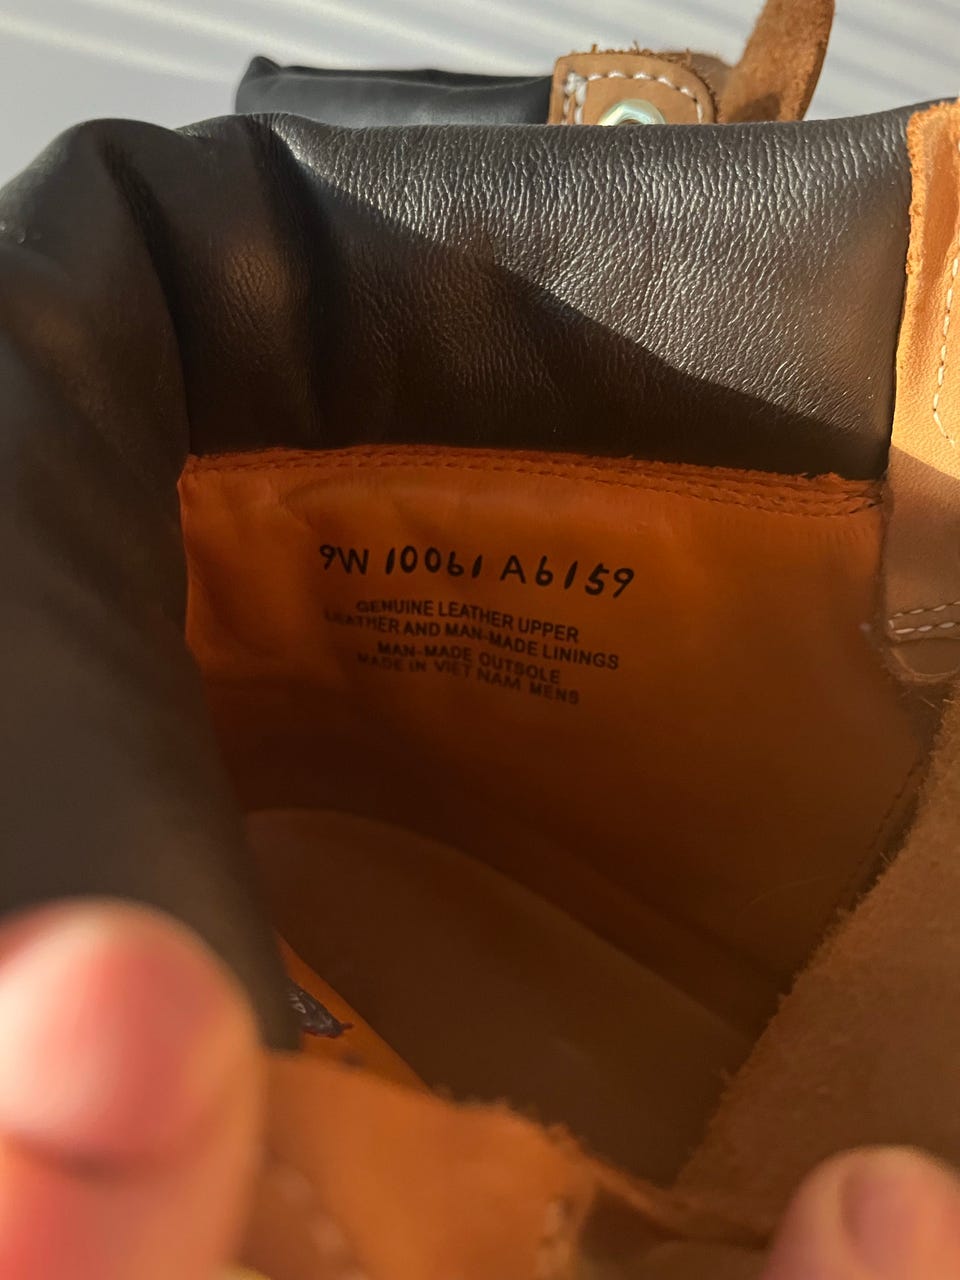 9W 10061 A6159
GENUINE LEATHER UPPER
LEATHER AND MAN-MADE LININGS
MAN-MADE OUTSOLE
MADE IN VIET NAM MENS